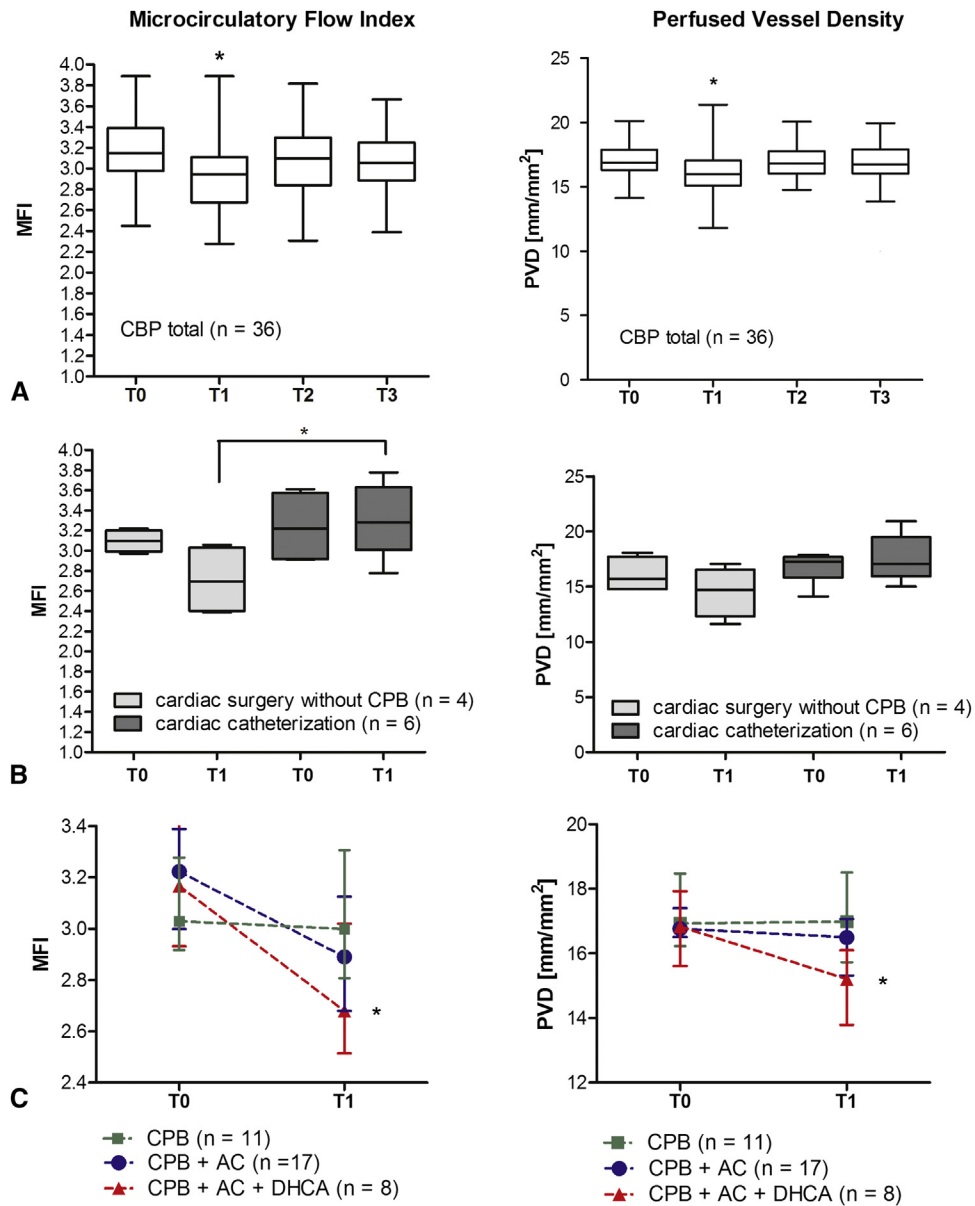 Microcirculatory Flow Index
Perfused Vessel Density
4.0
3.8
3.6
3.4
3.2
3.0
2.8
2.6
2.4
2.2
2.0
1.8
1.6
1.4
1.2
1.0
MFI
*
CBP total (n = 36)
T0 T1 T2 T3
25
20
15
10
5
0
PVD [mm/mm²]
*
CBP total (n = 36)
T0 T1 T2 T3
A
4.0
3.8
3.6
3.4
3.2
3.0
2.8
2.6
2.4
2.2
2.0
1.8
1.6
1.4
1.2
1.0
MFI
*
cardiac surgery without CPB (n = 4)
cardiac catheterization (n = 6)
T0 T1 T0 T1
25
20
15
10
5
0
PVD [mm/mm²]
cardiac surgery without CPB (n = 4)
cardiac catheterization (n = 6)
T0 T1 T0 T1
B
3.4
3.2
3.0
2.8
2.6
2.4
MFI
*
T0 T1
20
18
16
14
12
PVD [mm/mm²]
*
T0 T1
C
CPB (n = 11)
CPB + AC (n =17)
CPB + AC + DHCA (n = 8)
CPB (n = 11)
CPB + AC (n = 17)
CPB + AC + DHCA (n = 8)